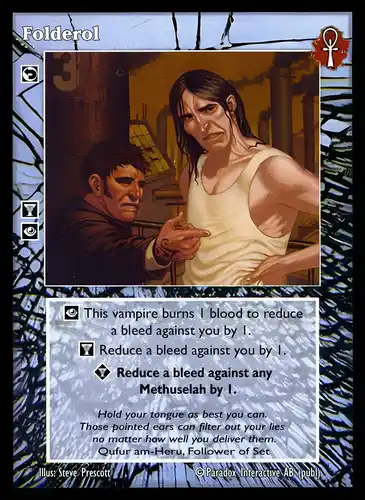 Folderol
3
This vampire burns 1 blood to reduce
a bleed against you by 1.
Reduce a bleed against you by 1.
Reduce a bleed against any
Methuselah by 1.
Hold your tongue as best you can.
Those pointed ears can filter out your lies
no matter how well you deliver them.
Qufur am-Heru, Follower of Set
Illus: Steve Prescott
© Paradox Interactive AB (publ)